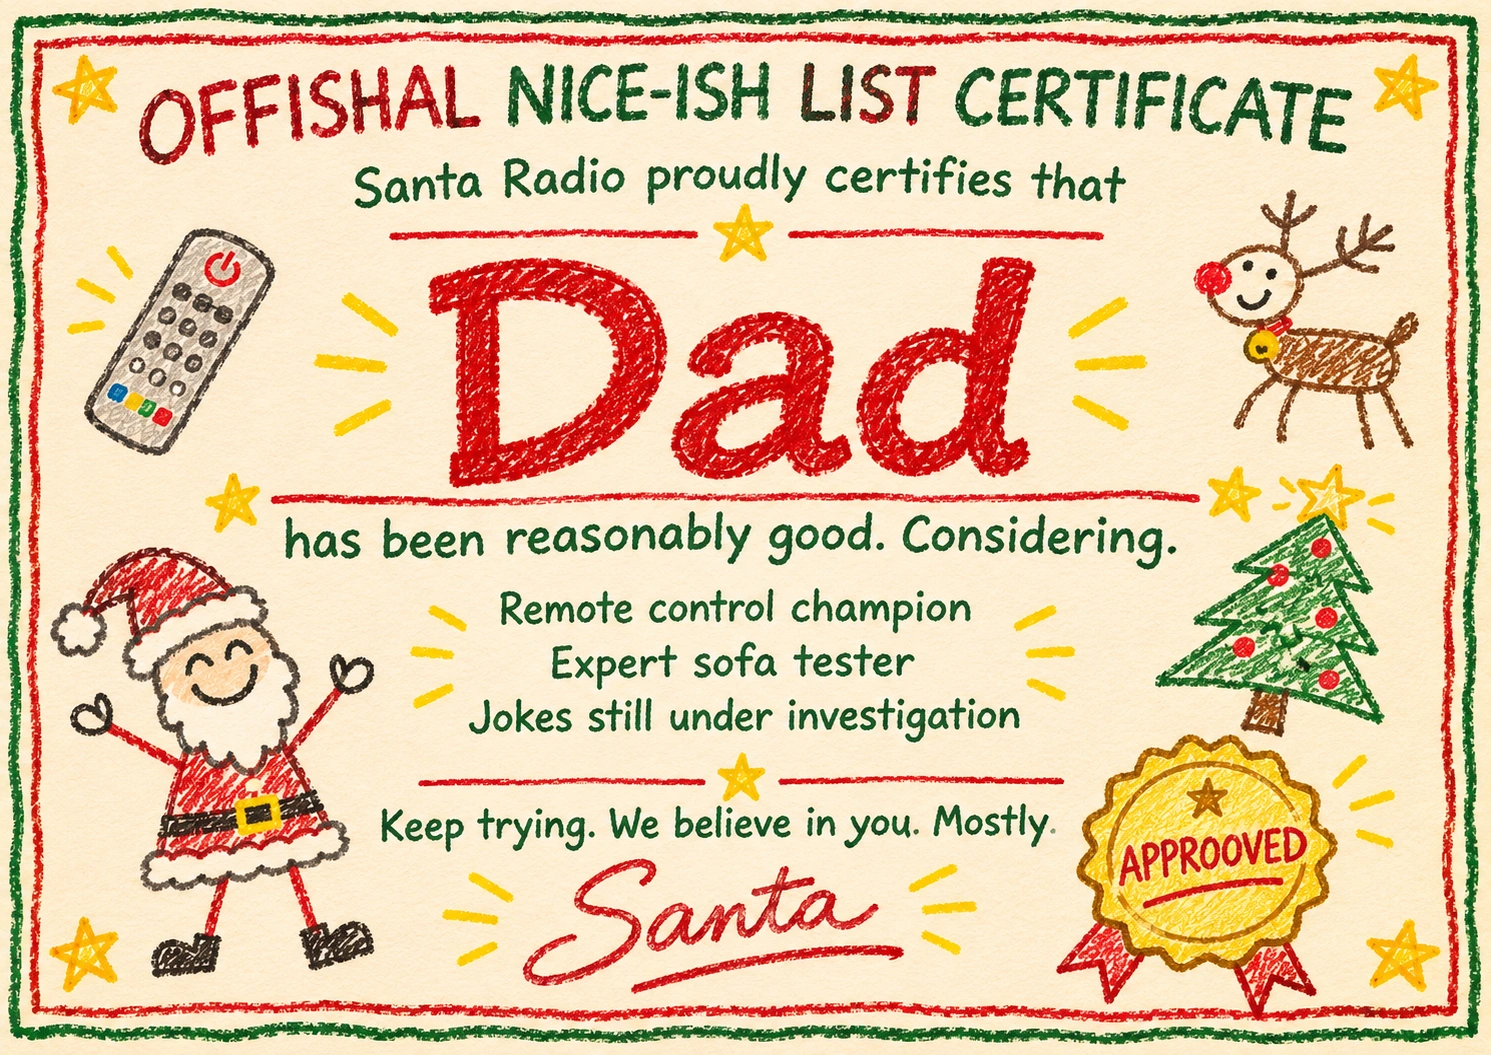 OFFISHAL NICE-ISH LIST CERTIFICATE
Santa Radio proudly certifies that
Dad
has been reasonably good. Considering.
Remote control champion
Expert sofa tester
Jokes still under investigation
Keep trying. We believe in you. Mostly.
Santa
APPROOVED